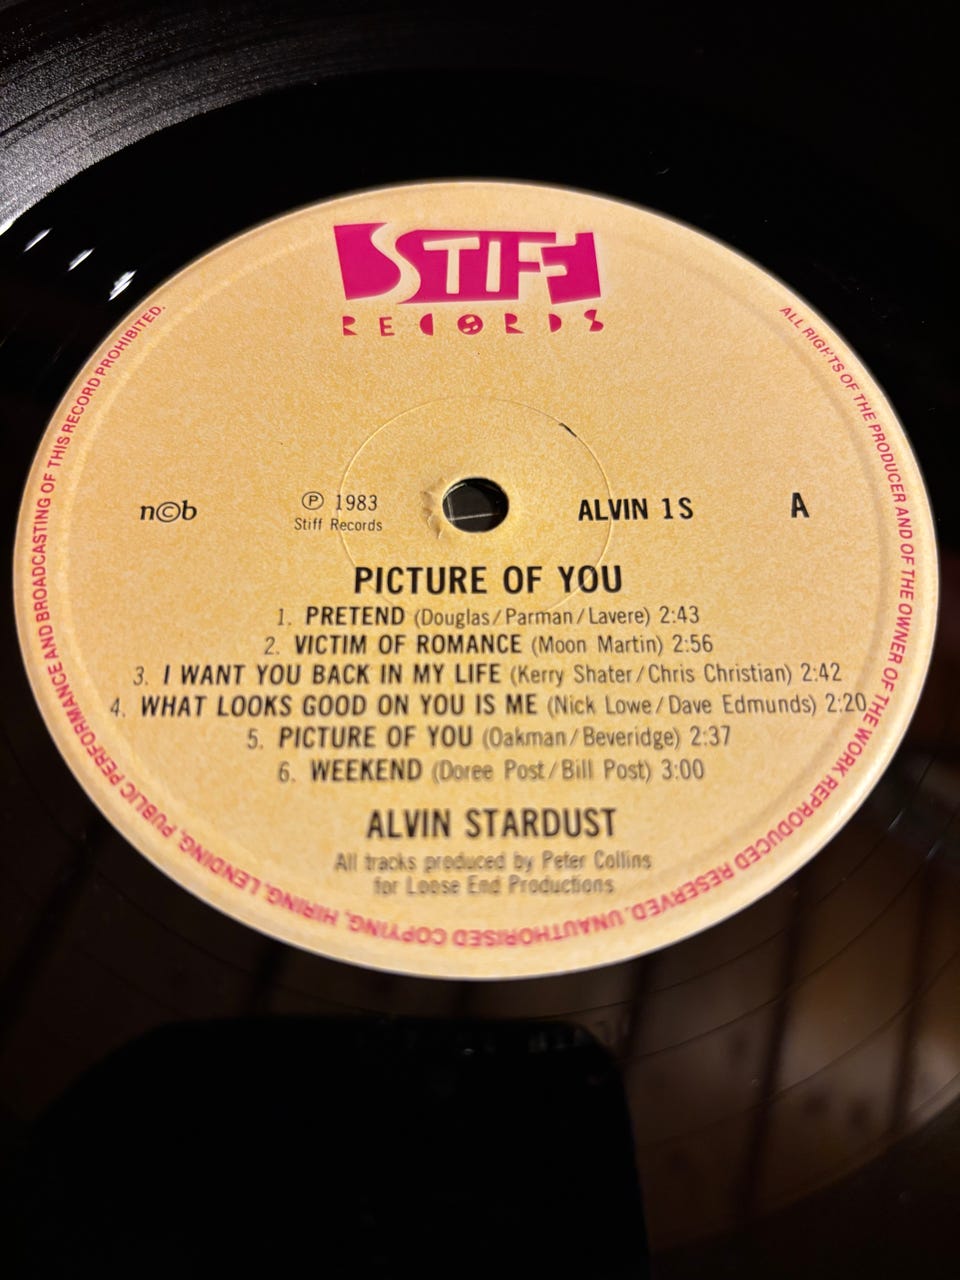 STIFF
RECORDS
n©b
℗ 1983
Stiff Records
ALVIN 1S
A
PICTURE OF YOU
1. PRETEND (Douglas/Parman/Lavere) 2:43
2. VICTIM OF ROMANCE (Moon Martin) 2:56
3. I WANT YOU BACK IN MY LIFE (Kerry Shater/Chris Christian) 2:42
4. WHAT LOOKS GOOD ON YOU IS ME (Nick Lowe/Dave Edmunds) 2:20
5. PICTURE OF YOU (Oakman/Beveridge) 2:37
6. WEEKEND (Doree Post/Bill Post) 3:00
ALVIN STARDUST
All tracks produced by Peter Collins
for Loose End Productions
ALL RIGHTS OF THE PRODUCER AND OF THE OWNER OF THE WORK REPRODUCED RESERVED. UNAUTHORISED COPYING, HIRING, LENDING, PUBLIC PERFORMANCE AND BROADCASTING OF THIS RECORD PROHIBITED.